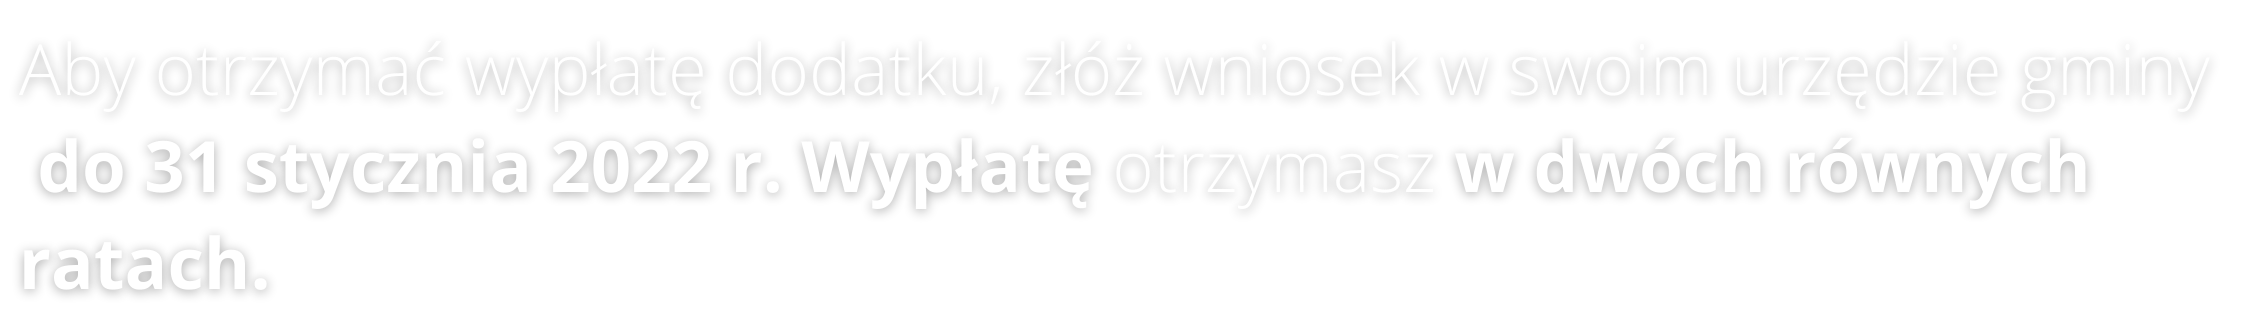 Aby otrzymać wypłatę dodatku, złóż wniosek w swoim urzędzie gminy
do 31 stycznia 2022 r. Wypłatę otrzymasz w dwóch równych
ratach.